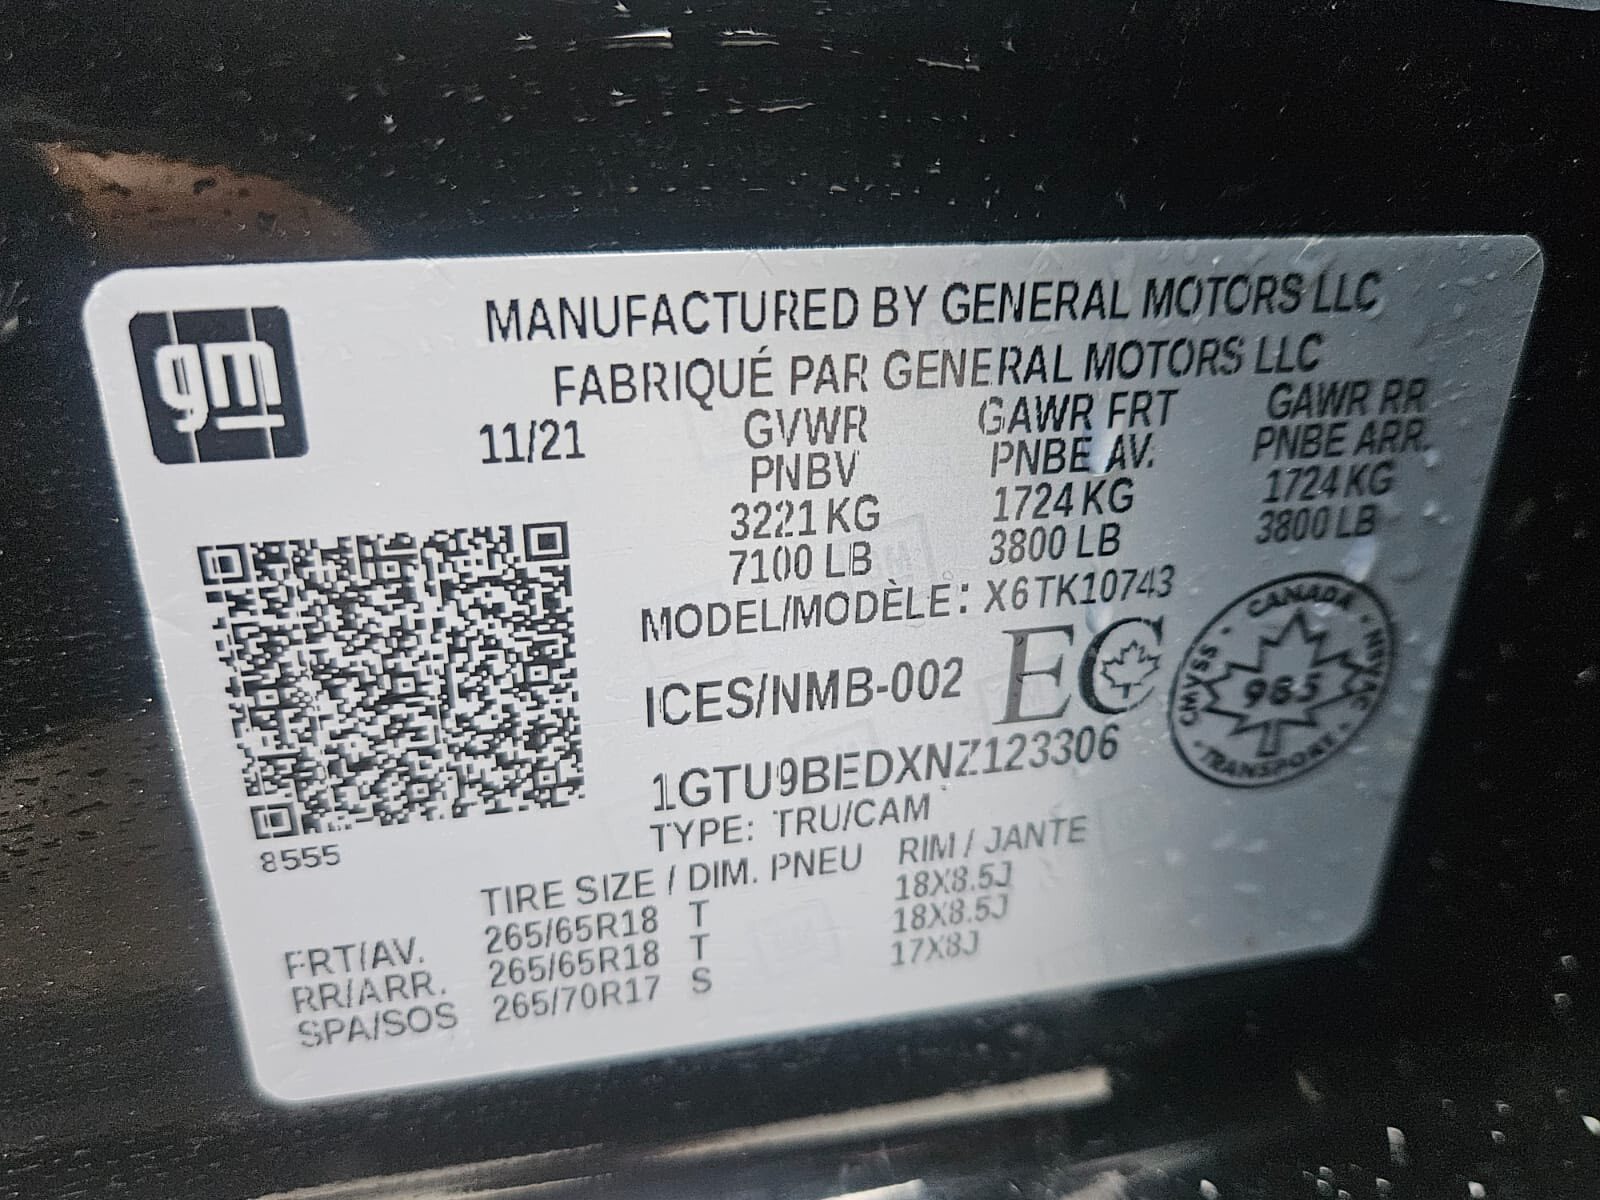 gm
MANUFACTURED BY GENERAL MOTORS LLC
FABRIQUÉ PAR GENERAL MOTORS LLC
11/21 GVWR GAWR FRT GAWR RR
PNBV PNBE AV. PNBE ARR.
3221 KG 1724 KG 1724 KG
7100 LB 3800 LB 3800 LB
MODEL/MODÈLE: X6TK10743
ICES/NMB-002 EC
CANADA · NSVAC · TRANSPORT · CMVSS
985
1GTU9BEDXNZ123306
TYPE: TRU/CAM
8555
TIRE SIZE / DIM. PNEU RIM / JANTE
FRT/AV. 265/65R18 T 18X8.5J
RR/ARR. 265/65R18 T 18X8.5J
SPA/SOS 265/70R17 S 17X8J